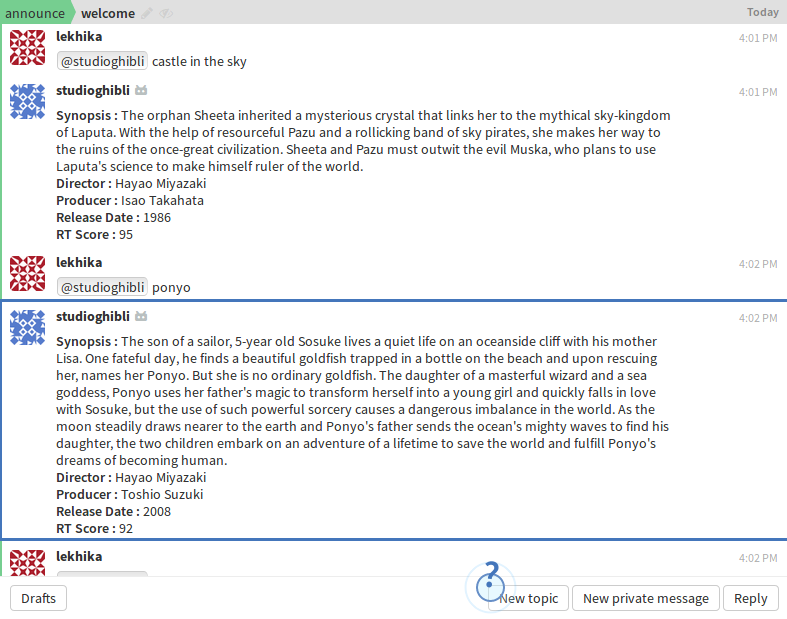 announce welcome Today
lekhika 4:01 PM
@studioghibli castle in the sky
studioghibli 4:01 PM
Synopsis : The orphan Sheeta inherited a mysterious crystal that links her to the mythical sky-kingdom
of Laputa. With the help of resourceful Pazu and a rollicking band of sky pirates, she makes her way to
the ruins of the once-great civilization. Sheeta and Pazu must outwit the evil Muska, who plans to use
Laputa's science to make himself ruler of the world.
Director : Hayao Miyazaki
Producer : Isao Takahata
Release Date : 1986
RT Score : 95
lekhika 4:02 PM
@studioghibli ponyo
studioghibli 4:02 PM
Synopsis : The son of a sailor, 5-year old Sosuke lives a quiet life on an oceanside cliff with his mother
Lisa. One fateful day, he finds a beautiful goldfish trapped in a bottle on the beach and upon rescuing
her, names her Ponyo. But she is no ordinary goldfish. The daughter of a masterful wizard and a sea
goddess, Ponyo uses her father's magic to transform herself into a young girl and quickly falls in love
with Sosuke, but the use of such powerful sorcery causes a dangerous imbalance in the world. As the
moon steadily draws nearer to the earth and Ponyo's father sends the ocean's mighty waves to find his
daughter, the two children embark on an adventure of a lifetime to save the world and fulfill Ponyo's
dreams of becoming human.
Director : Hayao Miyazaki
Producer : Toshio Suzuki
Release Date : 2008
RT Score : 92
lekhika 4:02 PM
?
Drafts New topic New private message Reply